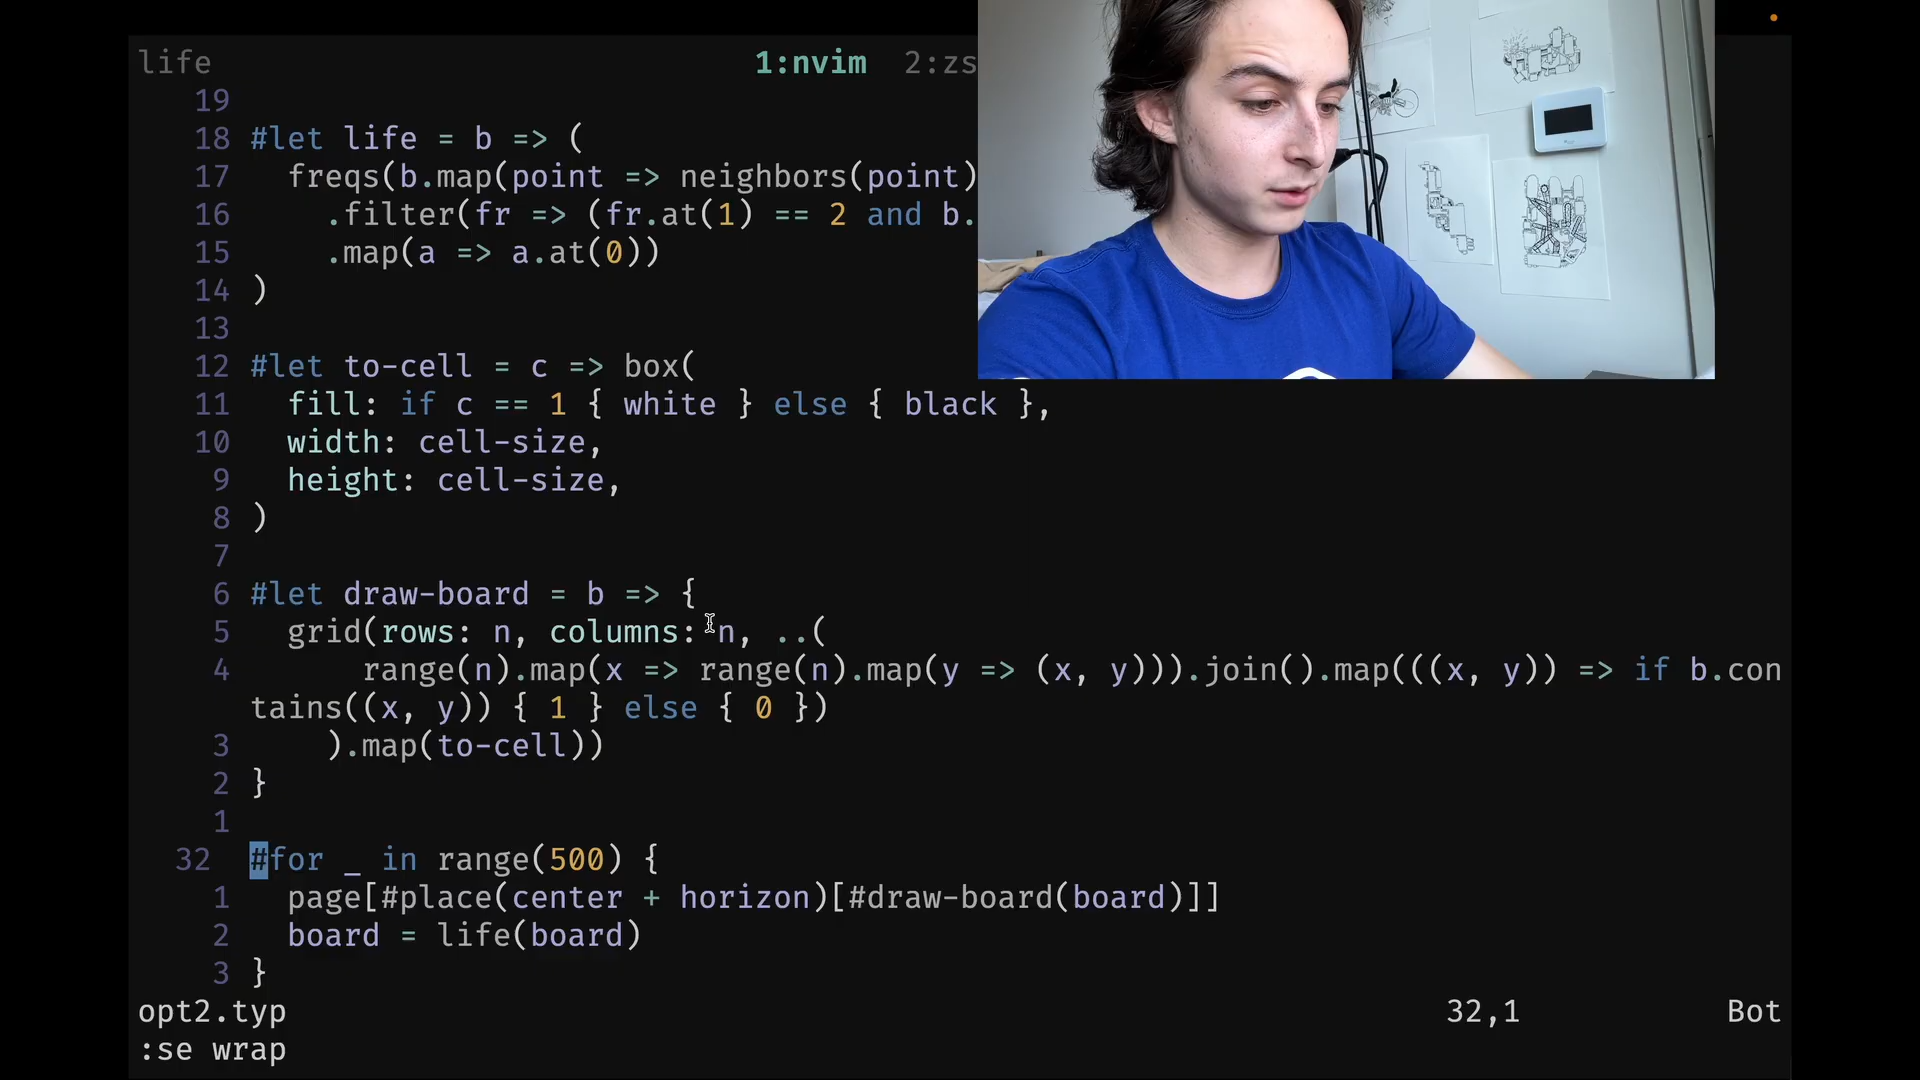 life 1:nvim 2:zs
19
18 #let life = b => (
17   freqs(b.map(point => neighbors(point)
16     .filter(fr => (fr.at(1) == 2 and b.
15     .map(a => a.at(0))
14 )
13
12 #let to-cell = c => box(
11   fill: if c == 1 { white } else { black },
10   width: cell-size,
9   height: cell-size,
8 )
7
6 #let draw-board = b => {
5   grid(rows: n, columns: n, ..(
4       range(n).map(x => range(n).map(y => (x, y))).join().map(((x, y)) => if b.con
tains((x, y)) { 1 } else { 0 })
3     ).map(to-cell))
2 }
1
32 #for _ in range(500) {
1   page[#place(center + horizon)[#draw-board(board)]]
2   board = life(board)
3 }
opt2.typ 32,1 Bot
:se wrap